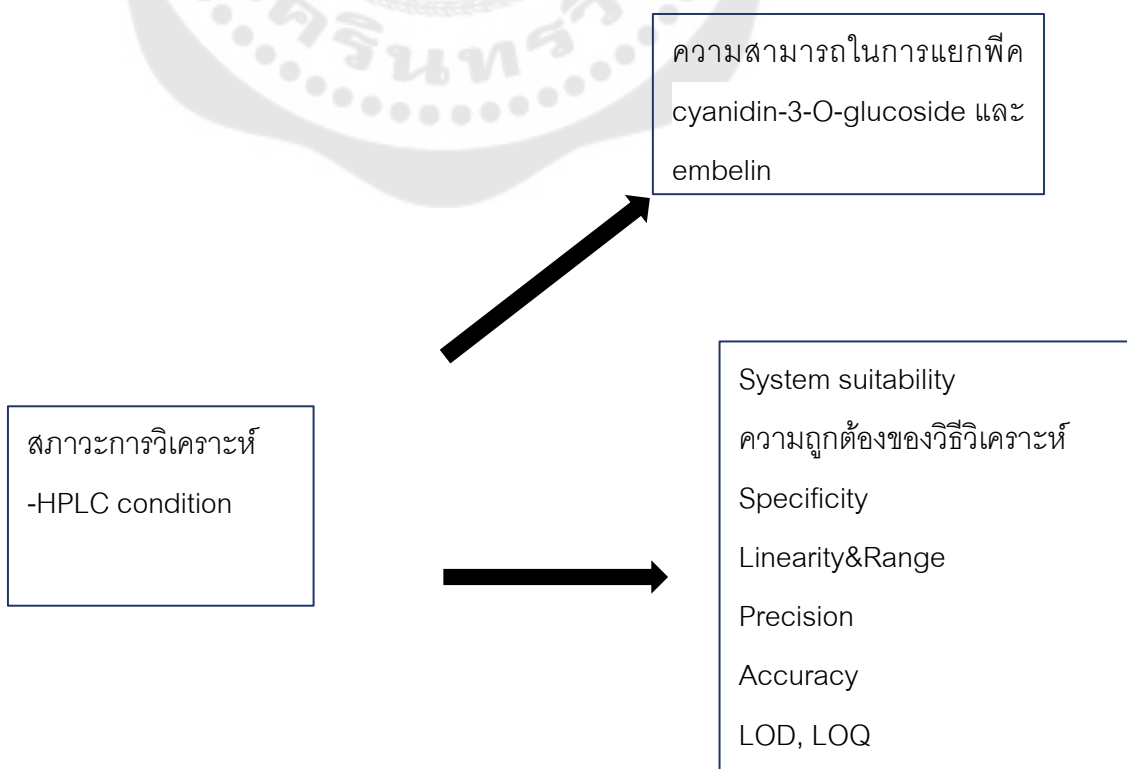 ความสามารถในการแยกพีค
cyanidin-3-O-glucoside และ
embelin
สภาวะการวิเคราะห์
-HPLC condition
System suitability
ความถูกต้องของวิธีวิเคราะห์
Specificity
Linearity&Range
Precision
Accuracy
LOD, LOQ